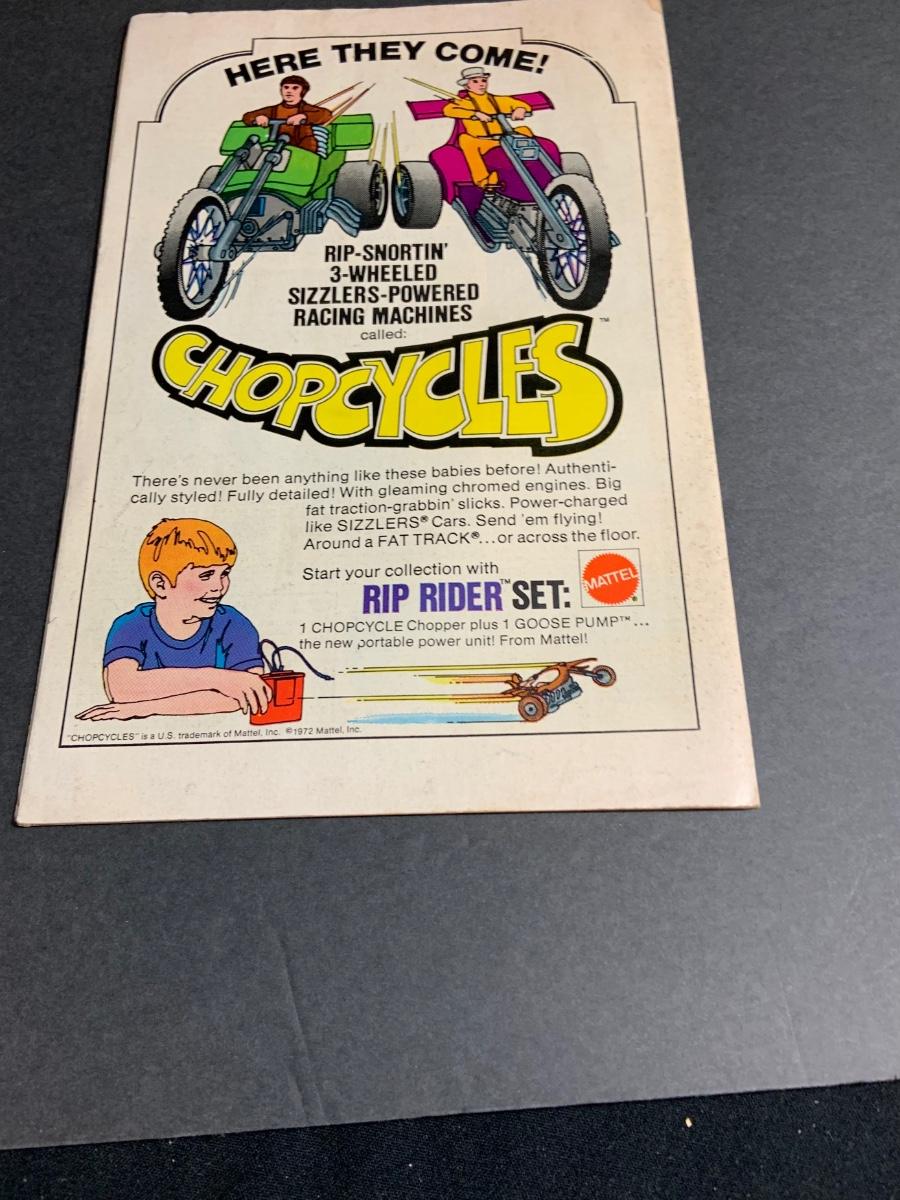 HERE THEY COME!
RIP-SNORTIN'
3-WHEELED
SIZZLERS-POWERED
RACING MACHINES
called:
CHOPCYCLES™
There's never been anything like these babies before! Authenti-
cally styled! Fully detailed! With gleaming chromed engines. Big
fat traction-grabbin' slicks. Power-charged
like SIZZLERS® Cars. Send 'em flying!
Around a FAT TRACK®...or across the floor.
Start your collection with
RIP RIDER™ SET:
MATTEL®
1 CHOPCYCLE Chopper plus 1 GOOSE PUMP™...
the new portable power unit! From Mattel!
"CHOPCYCLES" is a U.S. trademark of Mattel, Inc. ©1972 Mattel, Inc.